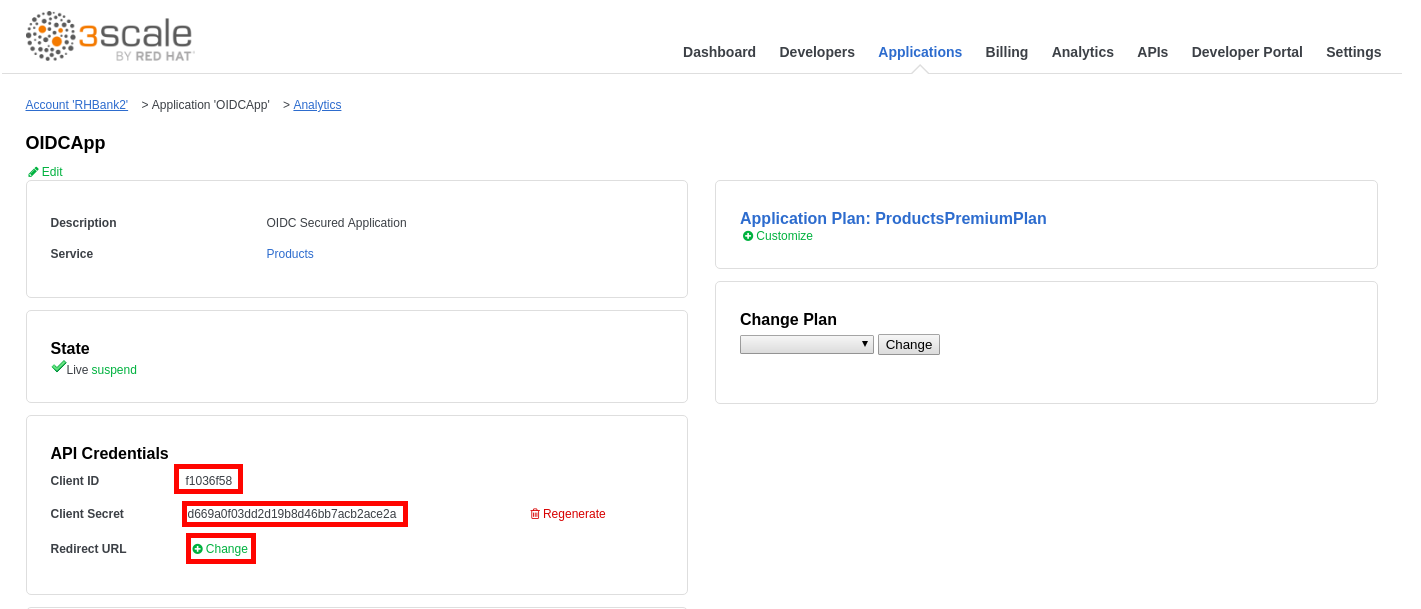 3scale
BY RED HAT
Dashboard Developers Applications Billing Analytics APIs Developer Portal Settings
Account 'RHBank2' > Application 'OIDCApp' > Analytics
OIDCApp
Edit
Description OIDC Secured Application
Service Products
State
Live suspend
API Credentials
Client ID f1036f58
Client Secret d669a0f03dd2d19b8d46bb7acb2ace2a Regenerate
Redirect URL Change
Application Plan: ProductsPremiumPlan
Customize
Change Plan
Change